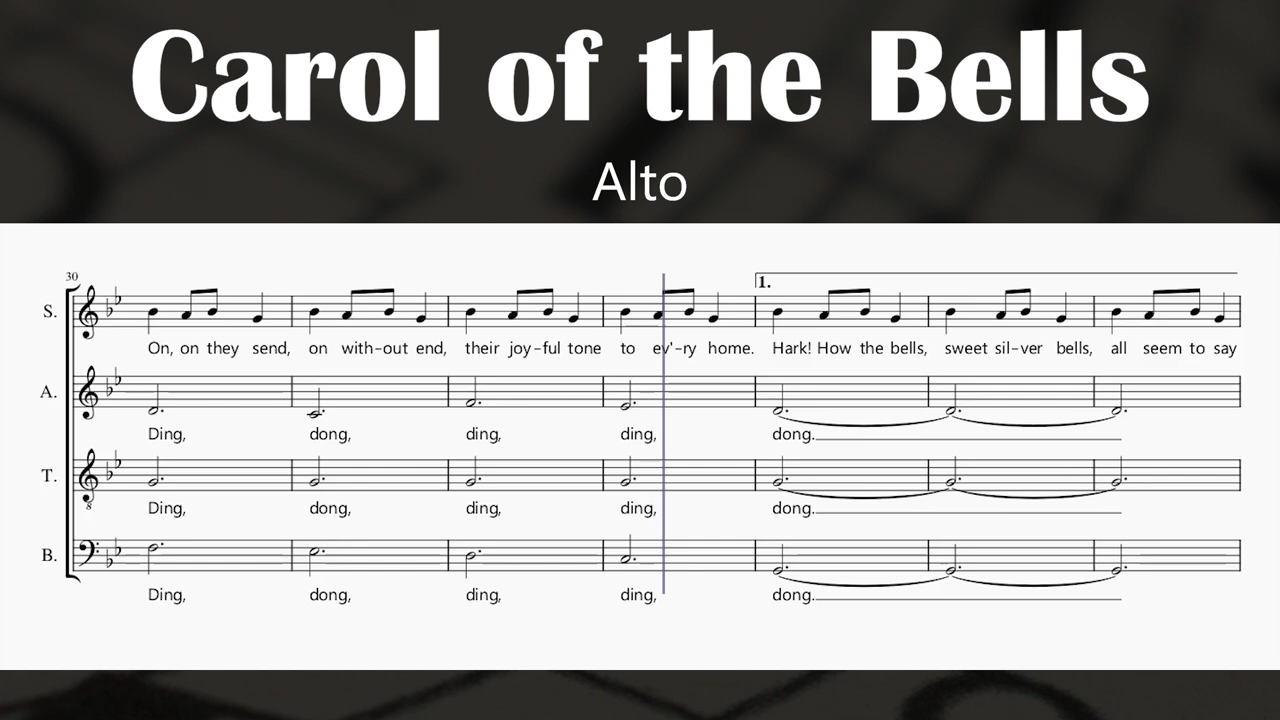 Carol of the Bells
Alto
30
1.
S.
On, on they send, on with-out end, their joy-ful tone to ev'-ry home. Hark! How the bells, sweet sil-ver bells, all seem to say
A.
Ding, dong, ding, ding, dong.
T.
8
Ding, dong, ding, ding, dong.
B.
Ding, dong, ding, ding, dong.